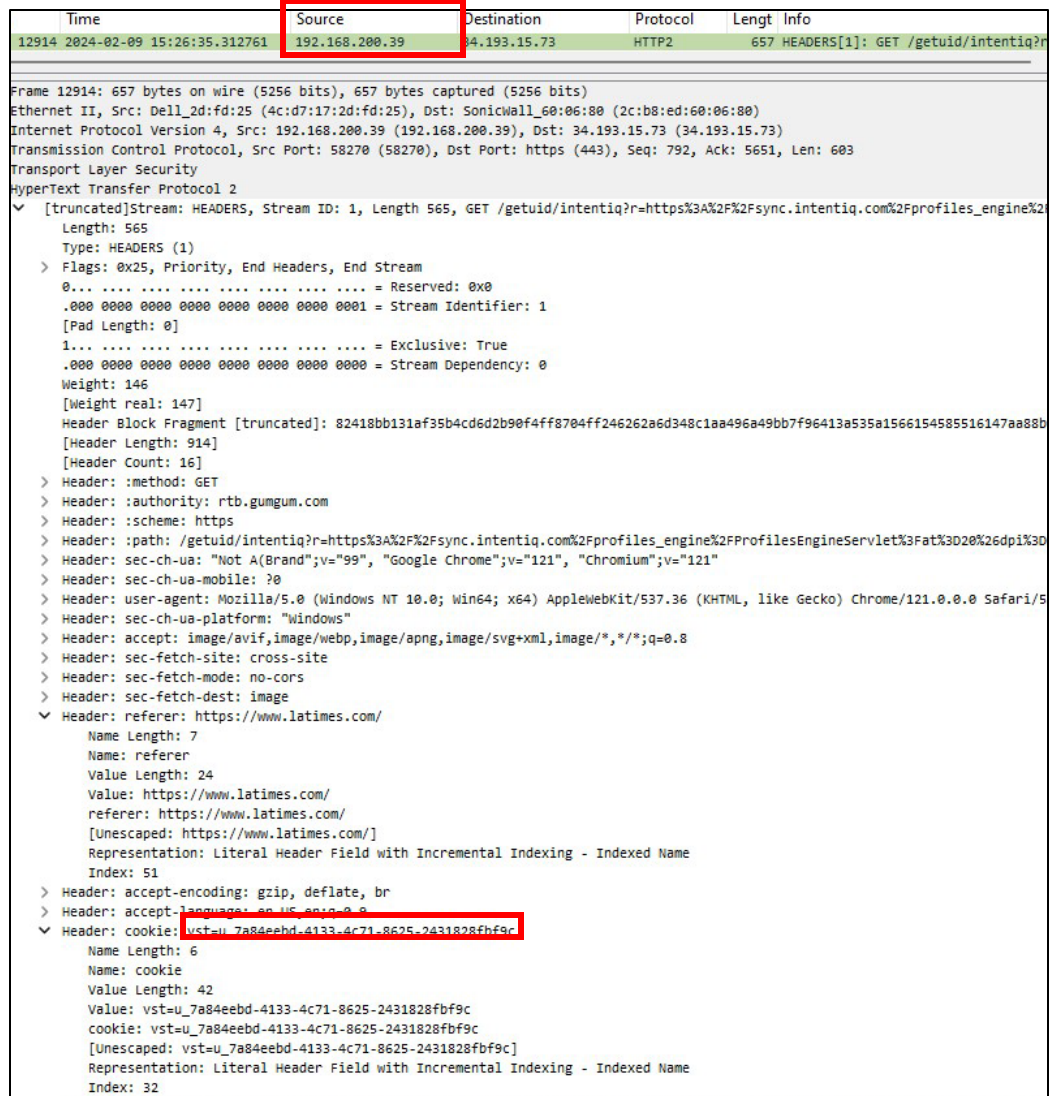 Time Source Destination Protocol Lengt Info
12914 2024-02-09 15:26:35.312761 192.168.200.39 34.193.15.73 HTTP2 657 HEADERS[1]: GET /getuid/intentiq?r
Frame 12914: 657 bytes on wire (5256 bits), 657 bytes captured (5256 bits)
Ethernet II, Src: Dell_2d:fd:25 (4c:d7:17:2d:fd:25), Dst: SonicWall_60:06:80 (2c:b8:ed:60:06:80)
Internet Protocol Version 4, Src: 192.168.200.39 (192.168.200.39), Dst: 34.193.15.73 (34.193.15.73)
Transmission Control Protocol, Src Port: 58270 (58270), Dst Port: https (443), Seq: 792, Ack: 5651, Len: 603
Transport Layer Security
HyperText Transfer Protocol 2
[truncated]Stream: HEADERS, Stream ID: 1, Length 565, GET /getuid/intentiq?r=https%3A%2F%2Fsync.intentiq.com%2Fprofiles_engine%2F
Length: 565
Type: HEADERS (1)
> Flags: 0x25, Priority, End Headers, End Stream
0... .... .... .... .... .... .... .... = Reserved: 0x0
.000 0000 0000 0000 0000 0000 0000 0001 = Stream Identifier: 1
[Pad Length: 0]
1... .... .... .... .... .... .... .... = Exclusive: True
.000 0000 0000 0000 0000 0000 0000 0000 = Stream Dependency: 0
Weight: 146
[Weight real: 147]
Header Block Fragment [truncated]: 82418bb131af35b4cd6d2b90f4ff8704ff246262a6d348c1aa496a49bb7f96413a535a1566154585516147aa88b
[Header Length: 914]
[Header Count: 16]
> Header: :method: GET
> Header: :authority: rtb.gumgum.com
> Header: :scheme: https
> Header: :path: /getuid/intentiq?r=https%3A%2F%2Fsync.intentiq.com%2Fprofiles_engine%2FProfilesEngineServlet%3Fat%3D20%26dpi%3D
> Header: sec-ch-ua: "Not A(Brand";v="99", "Google Chrome";v="121", "Chromium";v="121"
> Header: sec-ch-ua-mobile: ?0
> Header: user-agent: Mozilla/5.0 (Windows NT 10.0; Win64; x64) AppleWebKit/537.36 (KHTML, like Gecko) Chrome/121.0.0.0 Safari/5
> Header: sec-ch-ua-platform: "Windows"
> Header: accept: image/avif,image/webp,image/apng,image/svg+xml,image/*,*/*;q=0.8
> Header: sec-fetch-site: cross-site
> Header: sec-fetch-mode: no-cors
> Header: sec-fetch-dest: image
Header: referer: https://www.latimes.com/
Name Length: 7
Name: referer
Value Length: 24
Value: https://www.latimes.com/
referer: https://www.latimes.com/
[Unescaped: https://www.latimes.com/]
Representation: Literal Header Field with Incremental Indexing - Indexed Name
Index: 51
> Header: accept-encoding: gzip, deflate, br
> Header: accept-language: en-US,en;q=0.9
Header: cookie: vst=u_7a84eebd-4133-4c71-8625-2431828fbf9c
Name Length: 6
Name: cookie
Value Length: 42
Value: vst=u_7a84eebd-4133-4c71-8625-2431828fbf9c
cookie: vst=u_7a84eebd-4133-4c71-8625-2431828fbf9c
[Unescaped: vst=u_7a84eebd-4133-4c71-8625-2431828fbf9c]
Representation: Literal Header Field with Incremental Indexing - Indexed Name
Index: 32